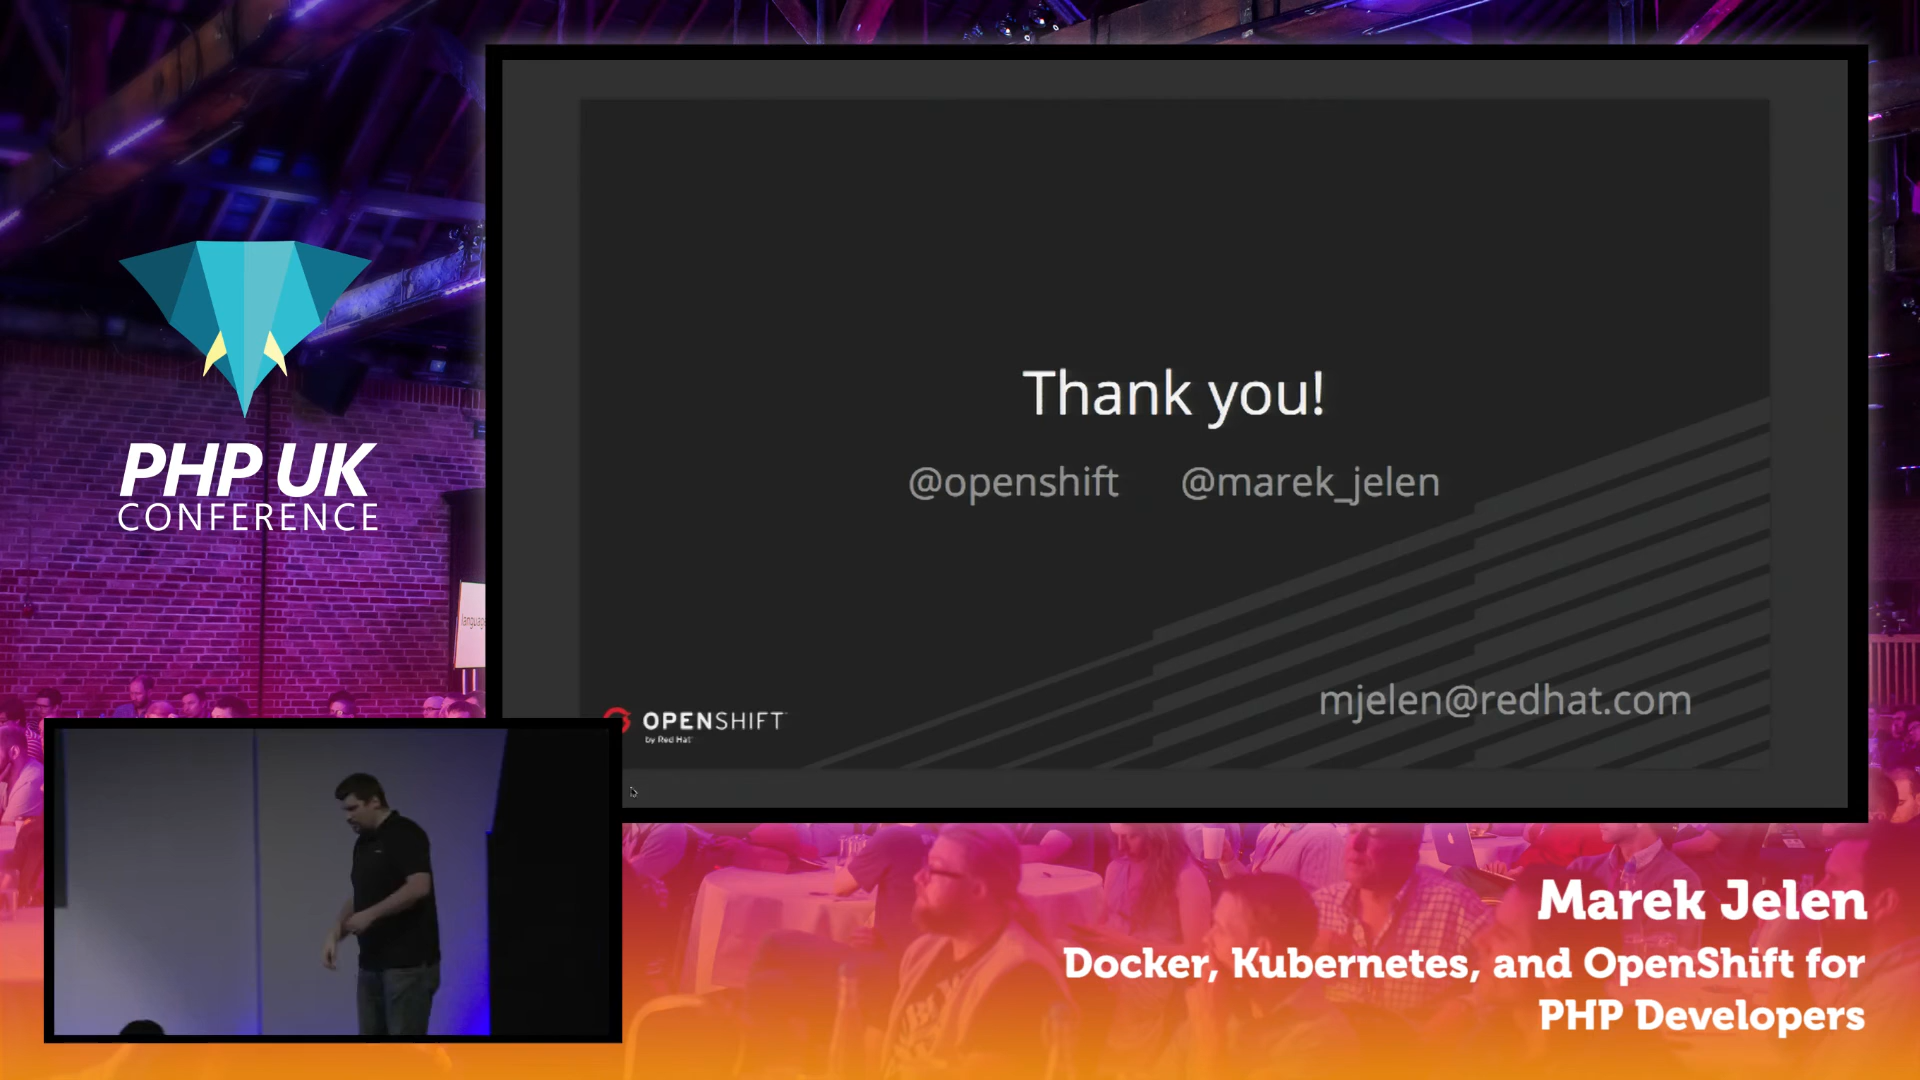 Thank you!
@openshift @marek_jelen
mjelen@redhat.com
OPENSHIFT
by Red Hat
PHP UK
CONFERENCE
language
Marek Jelen
Docker, Kubernetes, and OpenShift for
PHP Developers